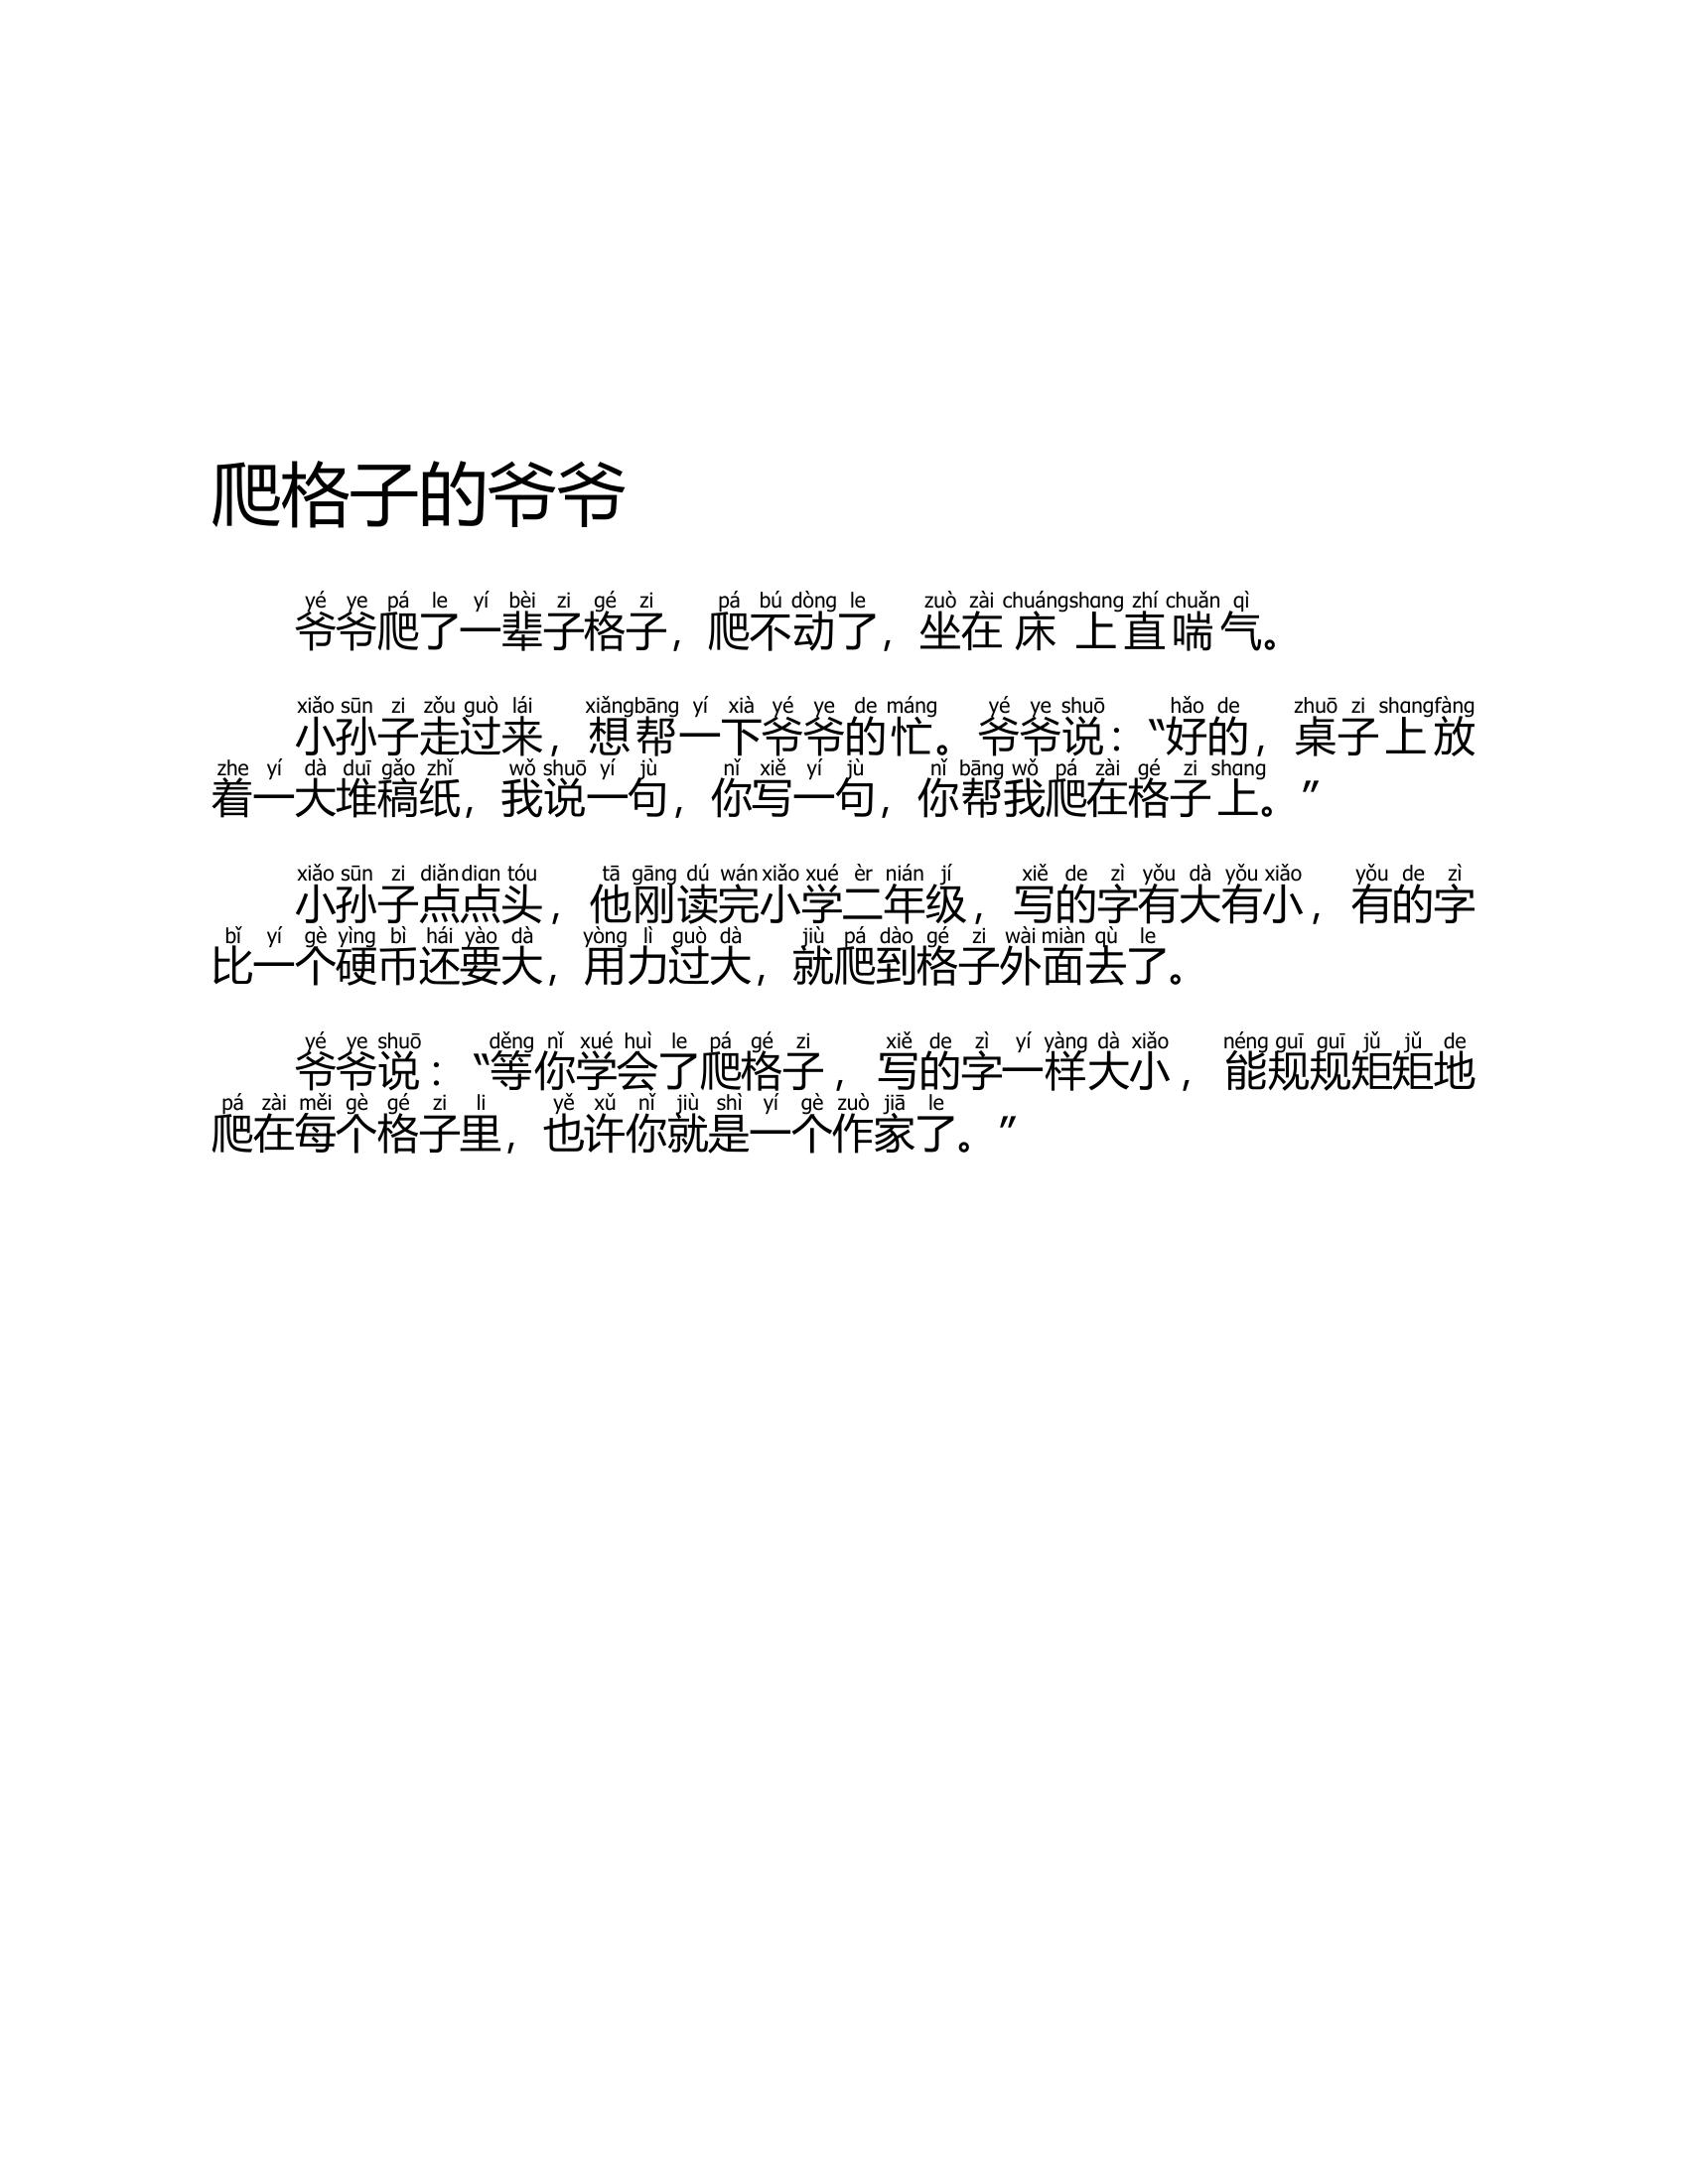 爬格子的爷爷
yé ye pá le yí bèi zi gé zi pá bú dòng le zuò zài chuáng shang zhí chuǎn qì
爷爷爬了一辈子格子，爬不动了，坐在床上直喘气。
xiǎo sūn zi zǒu guò lái xiǎng bāng yí xià yé ye de máng yé ye shuō hǎo de zhuō zi shang fàng
小孙子走过来，想帮一下爷爷的忙。爷爷说：“好的，桌子上放
zhe yí dà duī gǎo zhǐ wǒ shuō yí jù nǐ xiě yí jù nǐ bāng wǒ pá zài gé zi shang
着一大堆稿纸，我说一句，你写一句，你帮我爬在格子上。”
xiǎo sūn zi diǎn dian tóu tā gāng dú wán xiǎo xué èr nián jí xiě de zì yǒu dà yǒu xiǎo yǒu de zì
小孙子点点头，他刚读完小学二年级，写的字有大有小，有的字
bǐ yí gè yìng bì hái yào dà yòng lì guò dà jiù pá dào gé zi wài miàn qù le
比一个硬币还要大，用力过大，就爬到格子外面去了。
yé ye shuō děng nǐ xué huì le pá gé zi xiě de zì yí yàng dà xiǎo néng guī guī jǔ jǔ de
爷爷说：“等你学会了爬格子，写的字一样大小，能规规矩矩地
pá zài měi gè gé zi li yě xǔ nǐ jiù shì yí gè zuò jiā le
爬在每个格子里，也许你就是一个作家了。”